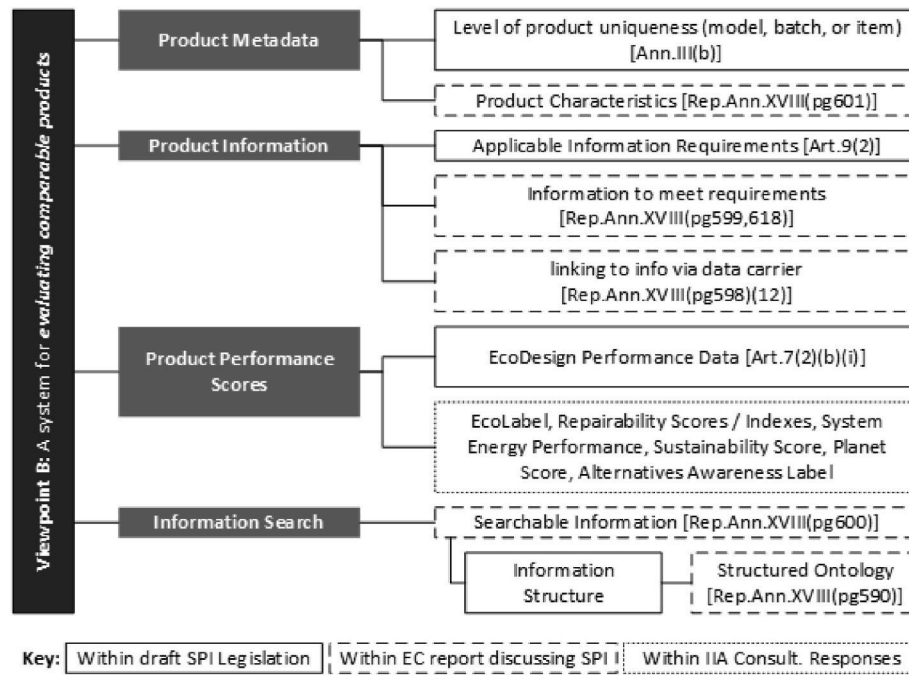 Viewpoint B: A system for evaluating comparable products
Product Metadata
Level of product uniqueness (model, batch, or item)
[Ann.III(b)]
Product Characteristics [Rep.Ann.XVIII(pg601)]
Product Information
Applicable Information Requirements [Art.9(2)]
Information to meet requirements
[Rep.Ann.XVIII(pg599,618)]
linking to info via data carrier
[Rep.Ann.XVIII(pg598)(12)]
Product Performance
Scores
EcoDesign Performance Data [Art.7(2)(b)(i)]
EcoLabel, Repairability Scores / Indexes, System
Energy Performance, Sustainability Score, Planet
Score, Alternatives Awareness Label
Information Search
Searchable Information [Rep.Ann.XVIII(pg600)]
Information
Structure
Structured Ontology
[Rep.Ann.XVIII(pg590)]
Key: Within draft SPI Legislation Within EC report discussing SPI Within IIA Consult. Responses